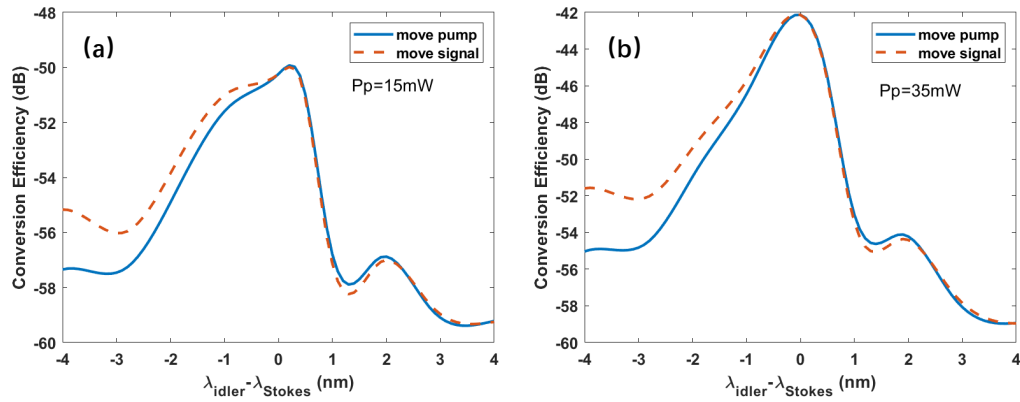 (a)
move pump
move signal
Pp=15mW
Conversion Efficiency (dB)
-48
-50
-52
-54
-56
-58
-60
-4 -3 -2 -1 0 1 2 3 4
λidler-λStokes (nm)
(b)
move pump
move signal
Pp=35mW
Conversion Efficiency (dB)
-42
-44
-46
-48
-50
-52
-54
-56
-58
-60
-4 -3 -2 -1 0 1 2 3 4
λidler-λStokes (nm)